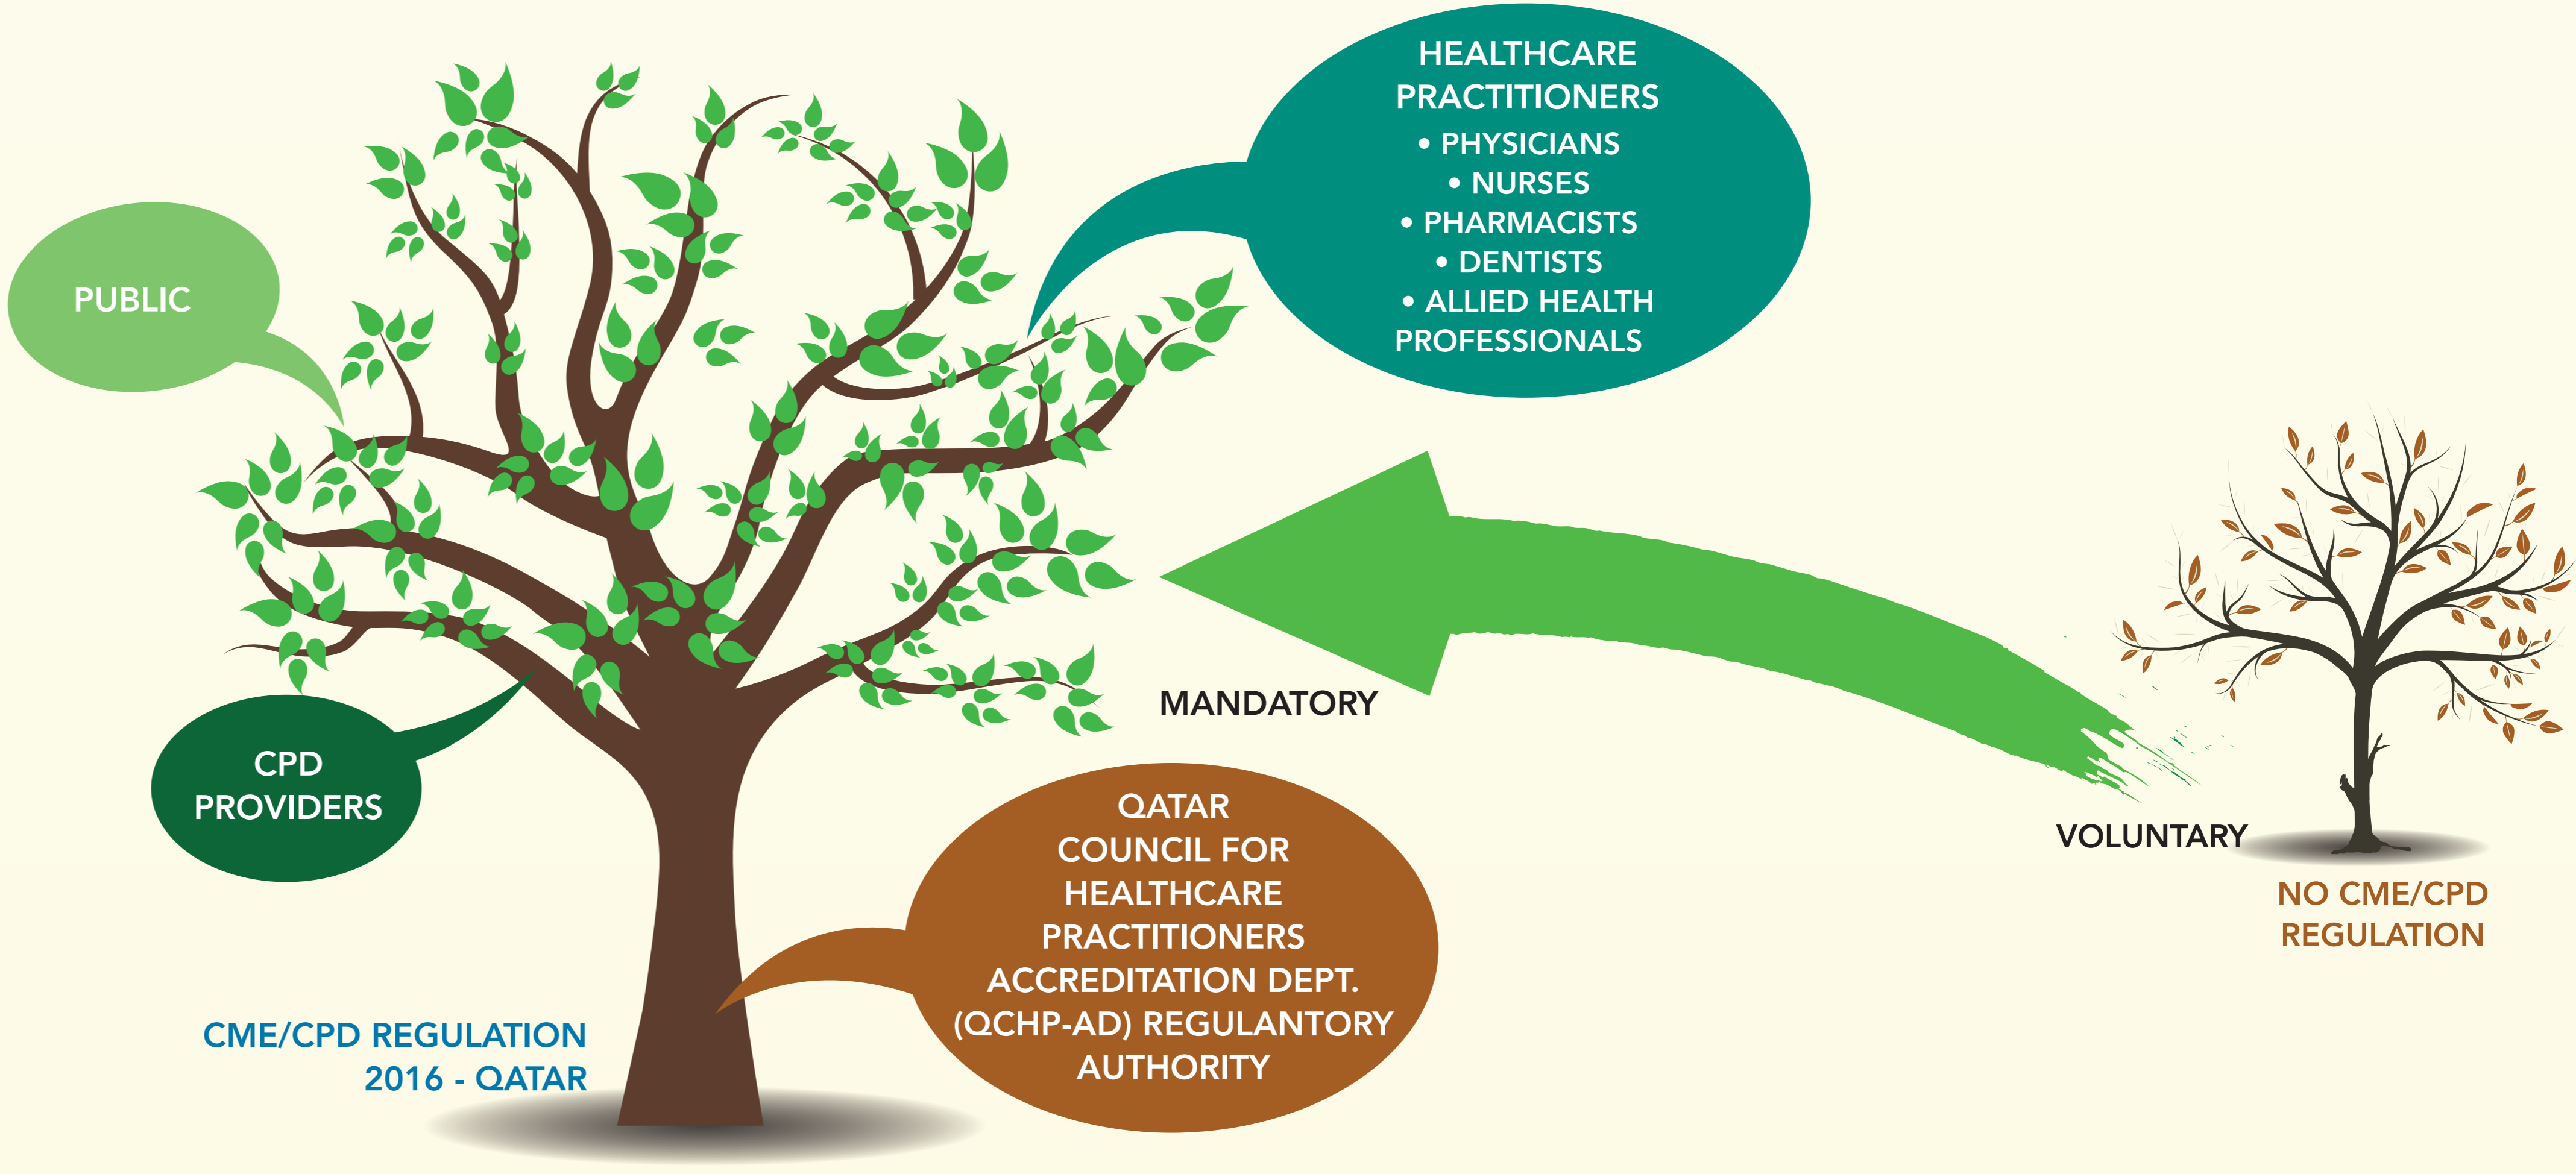 HEALTHCARE
PRACTITIONERS
• PHYSICIANS
• NURSES
• PHARMACISTS
• DENTISTS
• ALLIED HEALTH
PROFESSIONALS
PUBLIC
MANDATORY
CPD
PROVIDERS
QATAR
COUNCIL FOR
HEALTHCARE
PRACTITIONERS
ACCREDITATION DEPT.
(QCHP-AD) REGULANTORY
AUTHORITY
VOLUNTARY
NO CME/CPD
REGULATION
CME/CPD REGULATION
2016 - QATAR